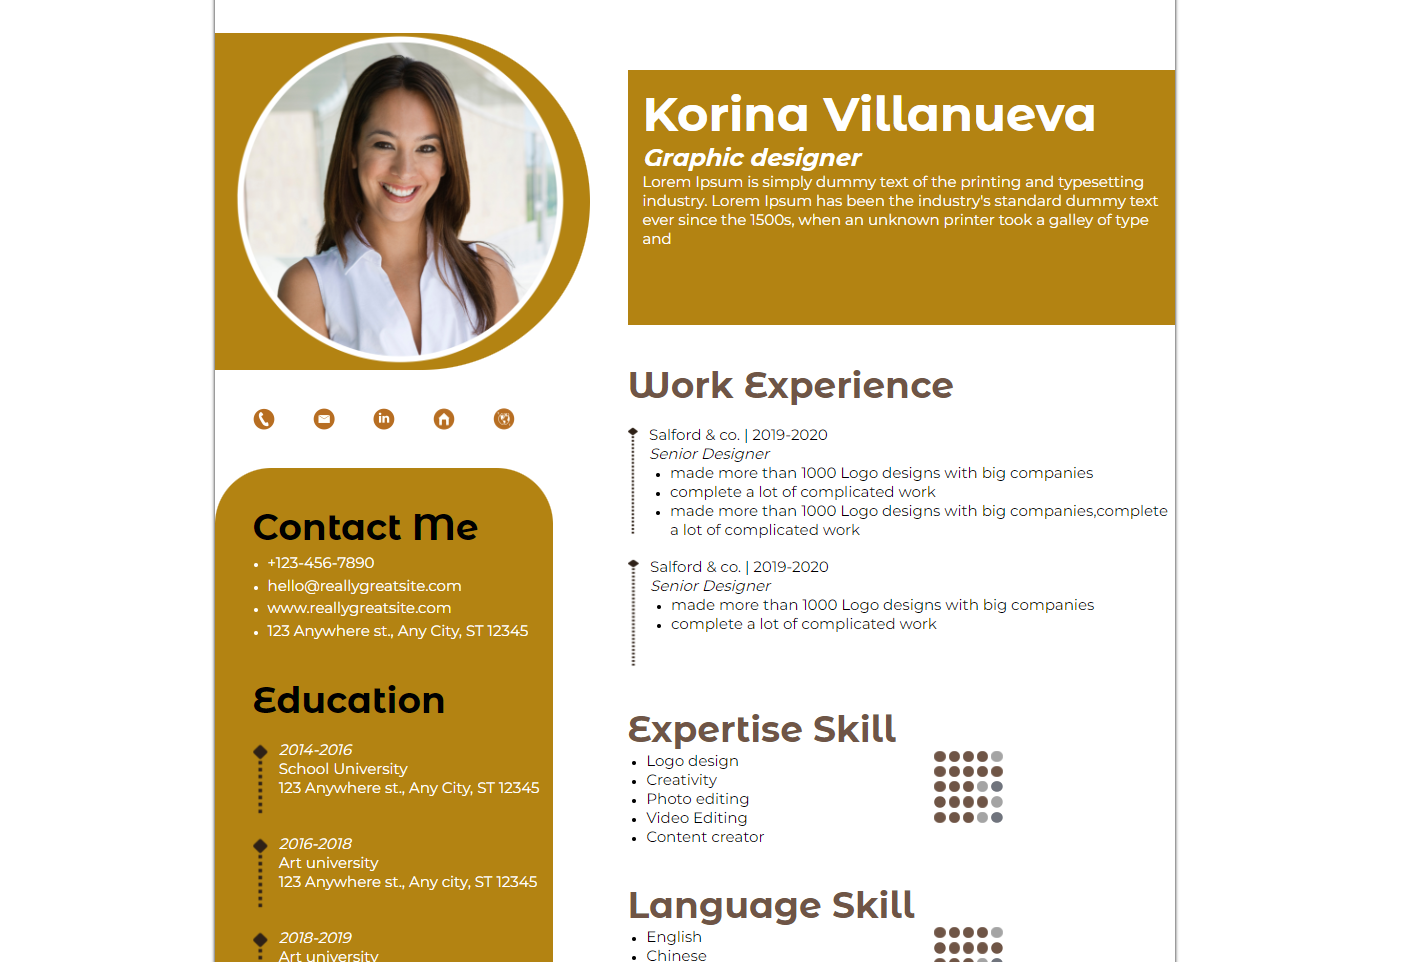 Korina Villanueva
Graphic designer
Lorem Ipsum is simply dummy text of the printing and typesetting
industry. Lorem Ipsum has been the industry's standard dummy text
ever since the 1500s, when an unknown printer took a galley of type
and
in
Contact Me
+123-456-7890
hello@reallygreatsite.com
www.reallygreatsite.com
123 Anywhere st., Any City, ST 12345
Education
2014-2016
School University
123 Anywhere st., Any City, ST 12345
2016-2018
Art university
123 Anywhere st., Any city, ST 12345
2018-2019
Art university
Work Experience
Salford & co. | 2019-2020
Senior Designer
made more than 1000 Logo designs with big companies
complete a lot of complicated work
made more than 1000 Logo designs with big companies,complete
a lot of complicated work
Salford & co. | 2019-2020
Senior Designer
made more than 1000 Logo designs with big companies
complete a lot of complicated work
Expertise Skill
Logo design
Creativity
Photo editing
Video Editing
Content creator
Language Skill
English
Chinese